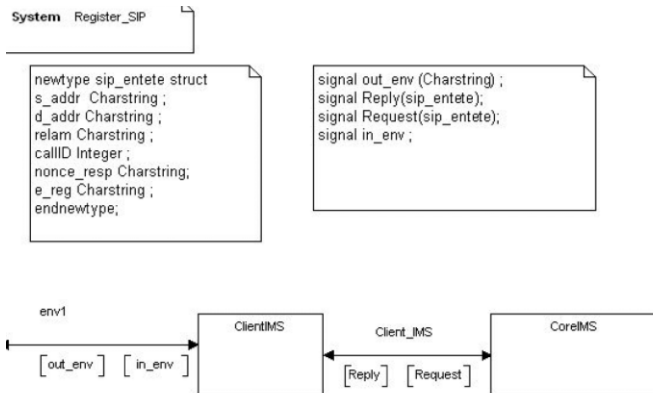 System Register_SIP
newtype sip_entete struct
s_addr Charstring ;
d_addr Charstring ;
relam Charstring ;
callID Integer ;
nonce_resp Charstring;
e_reg Charstring ;
endnewtype;
signal out_env (Charstring) ;
signal Reply(sip_entete);
signal Request(sip_entete);
signal in_env ;
env1
[out_env] [in_env]
ClientIMS
Client_IMS
[Reply] [Request]
CoreIMS